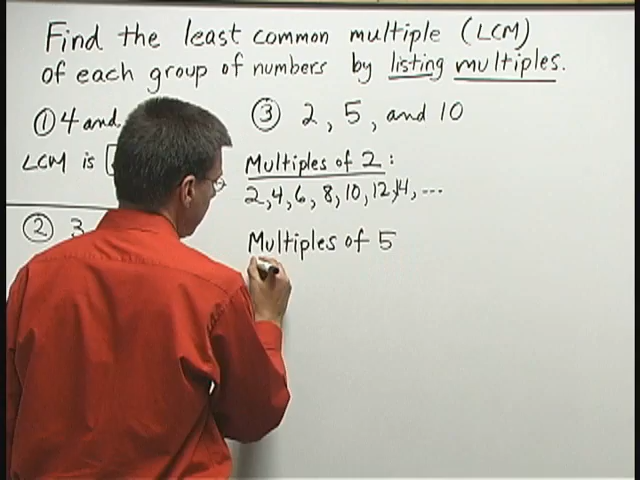 Find the least common multiple (LCM)
of each group of numbers by listing multiples.
① 4 and
LCM is
② 3
③ 2, 5, and 10
Multiples of 2:
2, 4, 6, 8, 10, 12, 14, ...
Multiples of 5